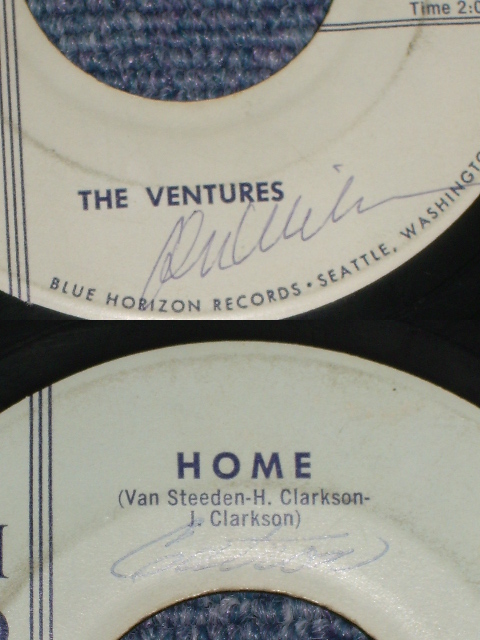 Time 2:0
THE VENTURES
BLUE HORIZON RECORDS • SEATTLE, WASHINGTO
HOME
(Van Steeden-H. Clarkson-
J. Clarkson)